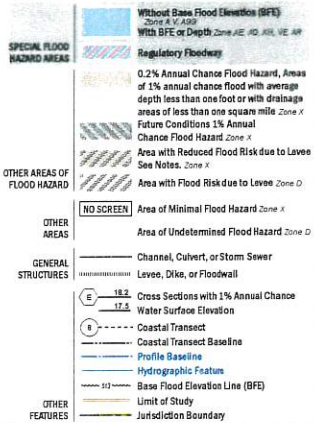 Without Base Flood Elevation (BFE)
Zone A, V, A99
With BFE or Depth Zone AE, AO, AH, VE, AR
SPECIAL FLOOD
HAZARD AREAS
Regulatory Floodway
0.2% Annual Chance Flood Hazard, Areas
of 1% annual chance flood with average
depth less than one foot or with drainage
areas of less than one square mile Zone X
Future Conditions 1% Annual
Chance Flood Hazard Zone X
Area with Reduced Flood Risk due to Levee
See Notes. Zone X
OTHER AREAS OF
FLOOD HAZARD
Area with Flood Risk due to Levee Zone D
NO SCREEN Area of Minimal Flood Hazard Zone X
OTHER
AREAS
Area of Undetermined Flood Hazard Zone D
GENERAL
STRUCTURES
Channel, Culvert, or Storm Sewer
Levee, Dike, or Floodwall
E 18.2 Cross Sections with 1% Annual Chance
17.5 Water Surface Elevation
8 Coastal Transect
Coastal Transect Baseline
Profile Baseline
Hydrographic Feature
513 Base Flood Elevation Line (BFE)
OTHER
FEATURES
Limit of Study
Jurisdiction Boundary